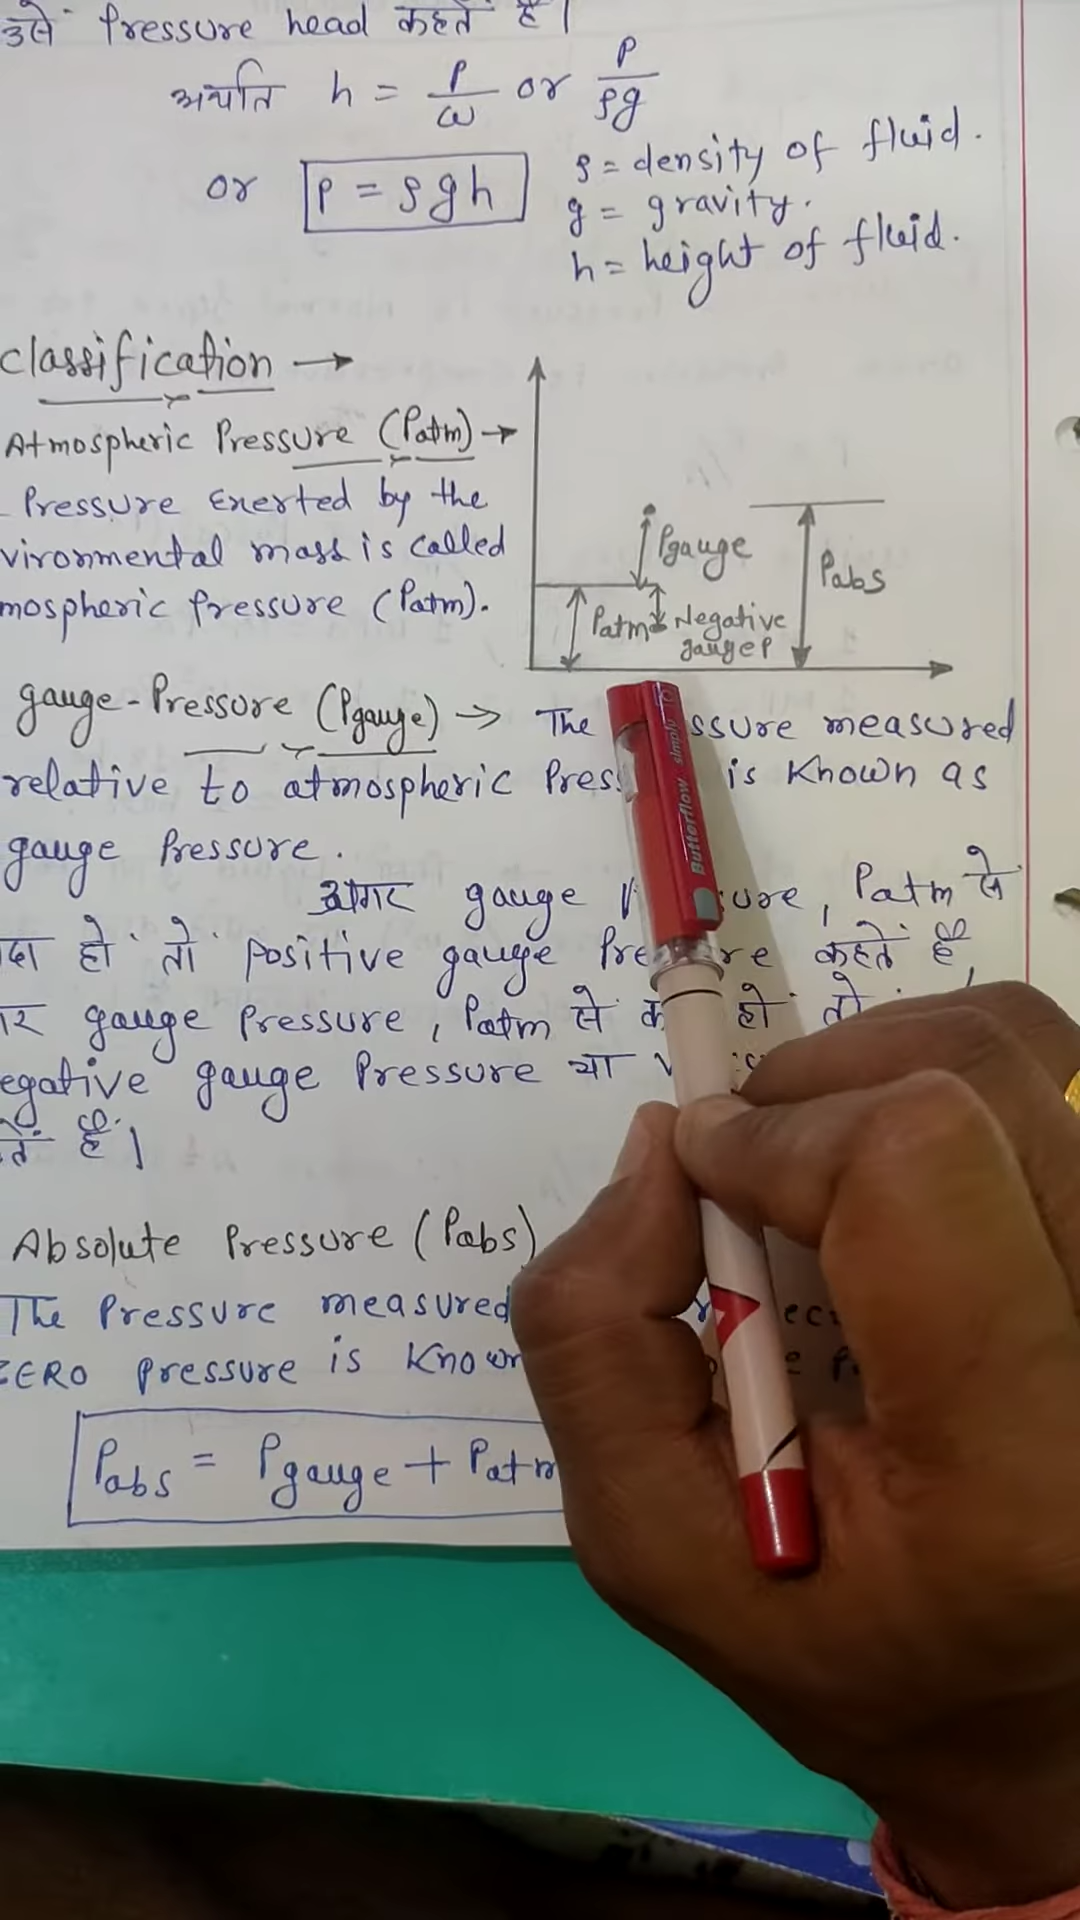 उसे Pressure head कहते हैं।
अर्थात h = P/ω or P/ρg
or P = ρgh
ρ = density of fluid.
g = gravity.
h = height of fluid.
classification →
Atmospheric Pressure (Patm) →
Pressure Exerted by the
vironmental mass is called
mospheric Pressure (Patm).
Pgauge
Pabs
Patm
Negative
gauge P
gauge-Pressure (Pgauge) → The ssure measured
relative to atmospheric Press is Known as
gauge Pressure.
अगर gauge ure, Patm से
दा हो तो Positive gauge Pre re कहते हैं,
र gauge Pressure, Patm से क हो तो
egative gauge Pressure या
ते हैं।
Absolute Pressure (Pabs)
The Pressure measured
ZERO pressure is Known
Pabs = Pgauge + Patm
Butterflow simply